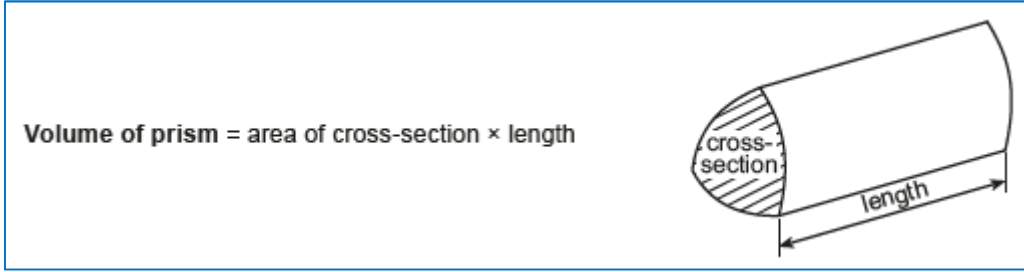 Volume of prism = area of cross-section × length
cross-
section
length